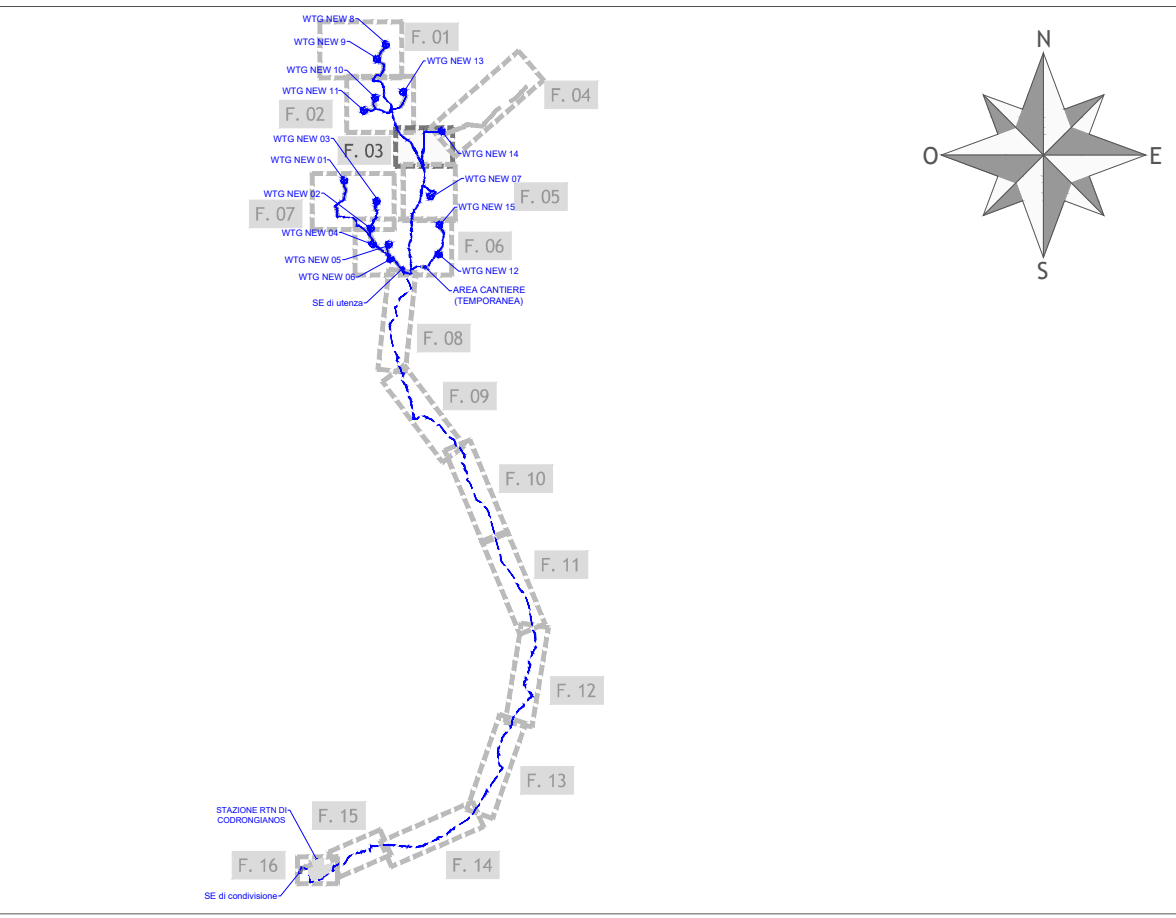 WTG NEW 8
F. 01
WTG NEW 9
WTG NEW 13
WTG NEW 10
WTG NEW 11
F. 04
F. 02
WTG NEW 03
F. 03
WTG NEW 14
WTG NEW 01
WTG NEW 07
WTG NEW 02
F. 05
WTG NEW 15
F. 07
WTG NEW 04
F. 06
WTG NEW 05
WTG NEW 12
WTG NEW 06
AREA CANTIERE
(TEMPORANEA)
SE di utenza
F. 08
F. 09
F. 10
F. 11
F. 12
F. 13
STAZIONE RTN DI
CODRONGIANOS
F. 15
F. 16
F. 14
SE di condivisione
N
O
E
S